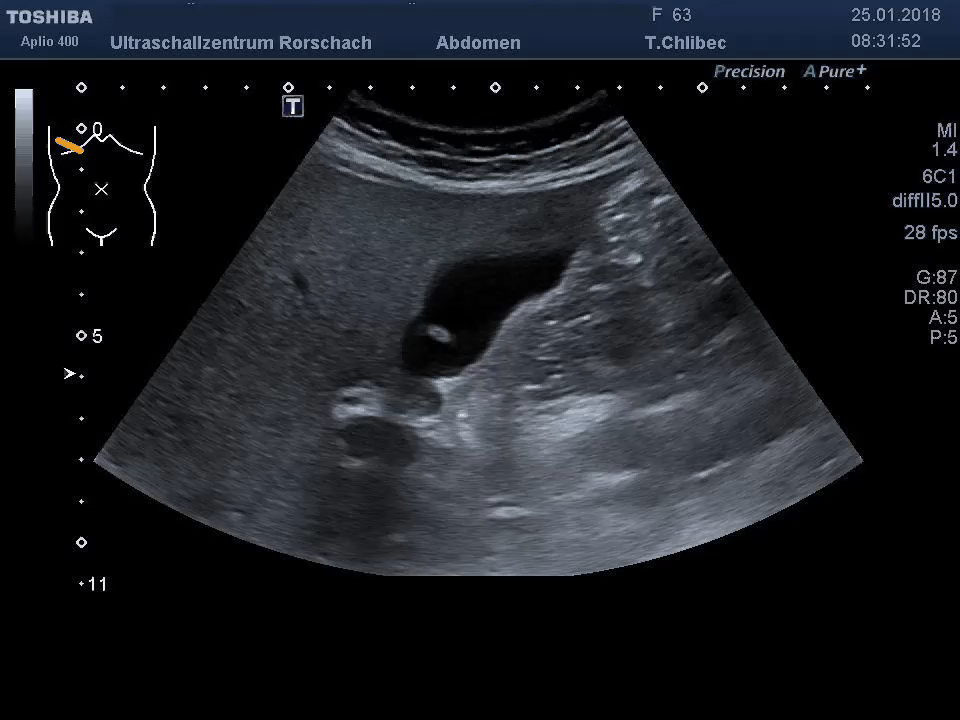 TOSHIBA
Aplio 400
Ultraschallzentrum Rorschach
Abdomen
F 63
T.Chlibec
25.01.2018
08:31:52
Precision A Pure+
T
0
5
11
MI
1.4
6C1
diffII5.0
28 fps
G:87
DR:80
A:5
P:5